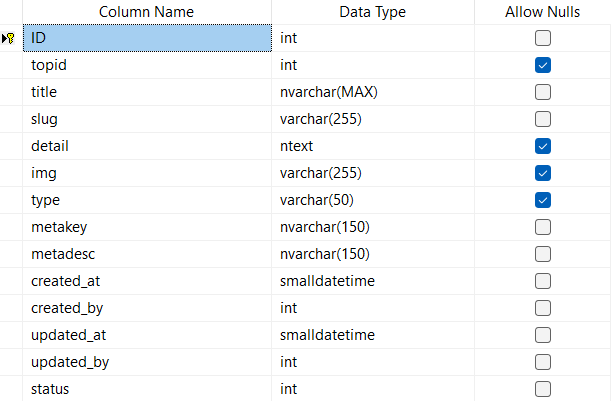 Column Name Data Type Allow Nulls
ID int
topid int
title nvarchar(MAX)
slug varchar(255)
detail ntext
img varchar(255)
type varchar(50)
metakey nvarchar(150)
metadesc nvarchar(150)
created_at smalldatetime
created_by int
updated_at smalldatetime
updated_by int
status int